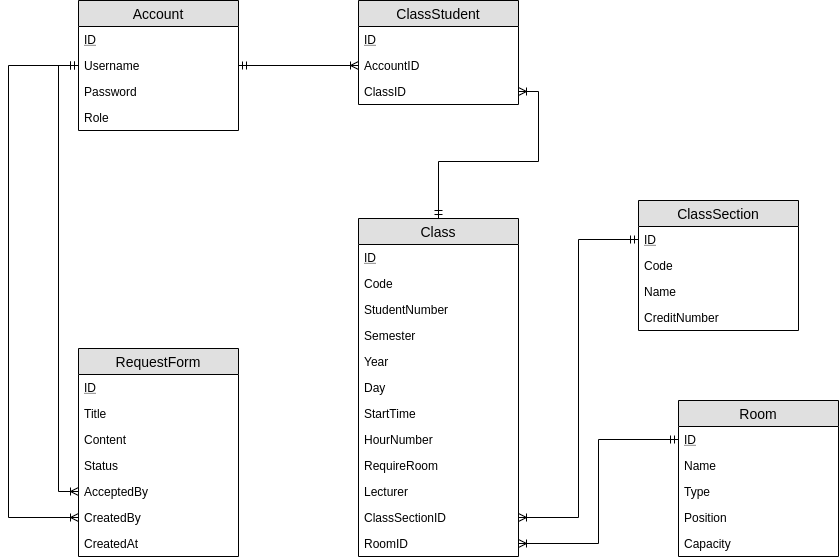 Account
ID
Username
Password
Role
ClassStudent
ID
AccountID
ClassID
Class
ID
Code
StudentNumber
Semester
Year
Day
StartTime
HourNumber
RequireRoom
Lecturer
ClassSectionID
RoomID
ClassSection
ID
Code
Name
CreditNumber
RequestForm
ID
Title
Content
Status
AcceptedBy
CreatedBy
CreatedAt
Room
ID
Name
Type
Position
Capacity